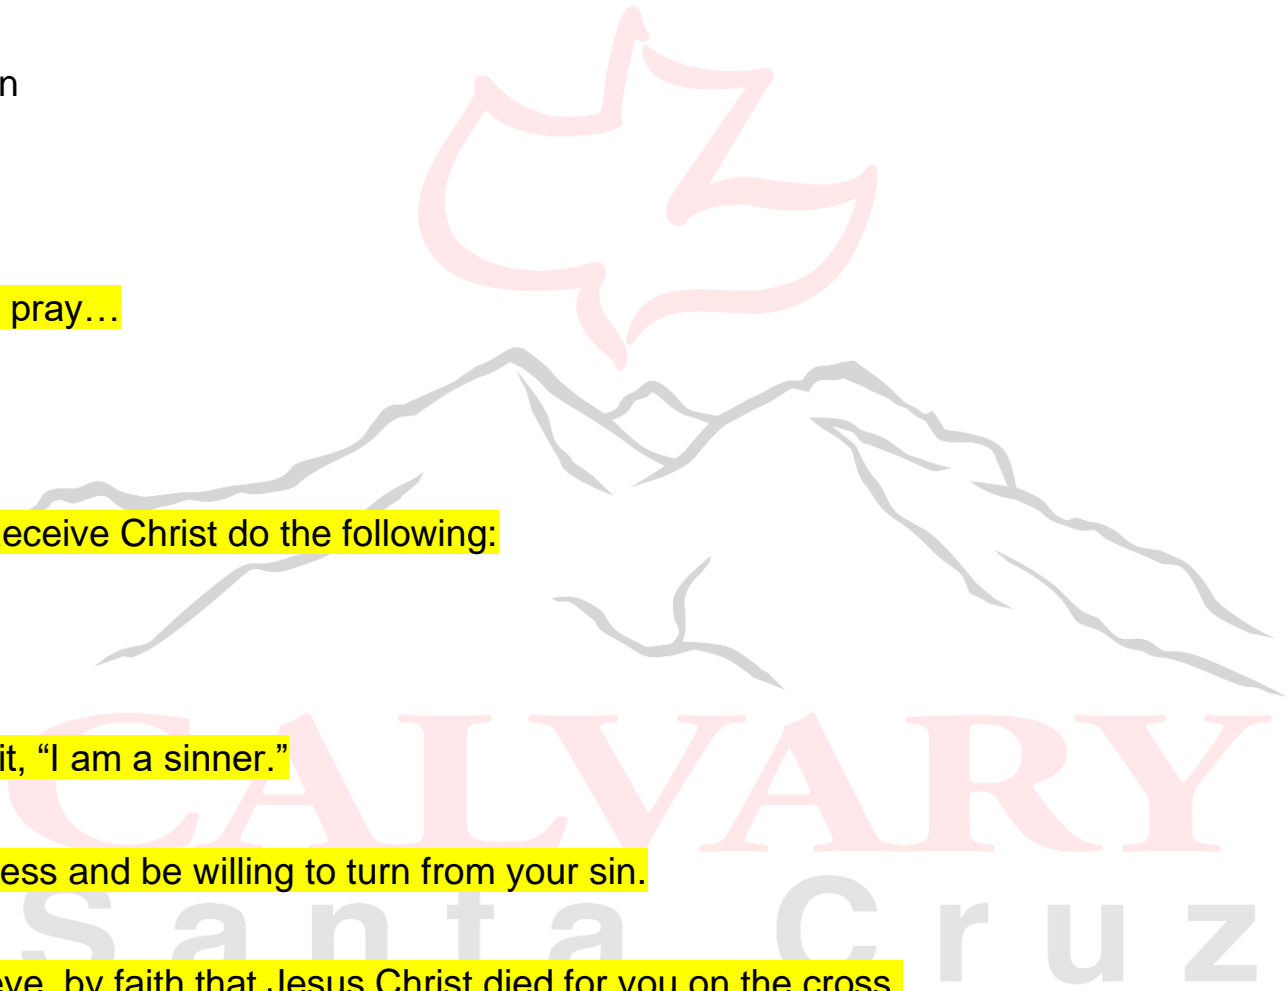 n
pray…
eceive Christ do the following:
it, “I am a sinner.”
CALVARY
ess and be willing to turn from your sin.
Santa Cruz
eve, by faith that Jesus Christ died for you on the cross.